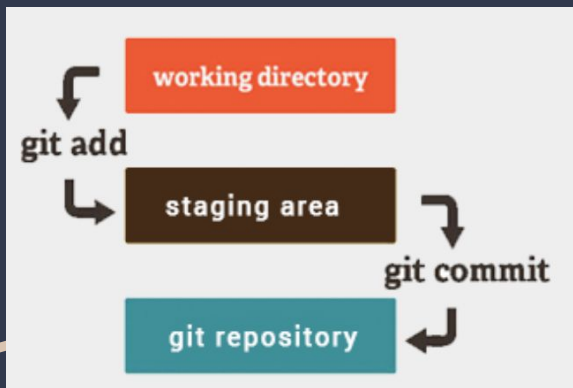 working directory
git add
staging area
git commit
git repository